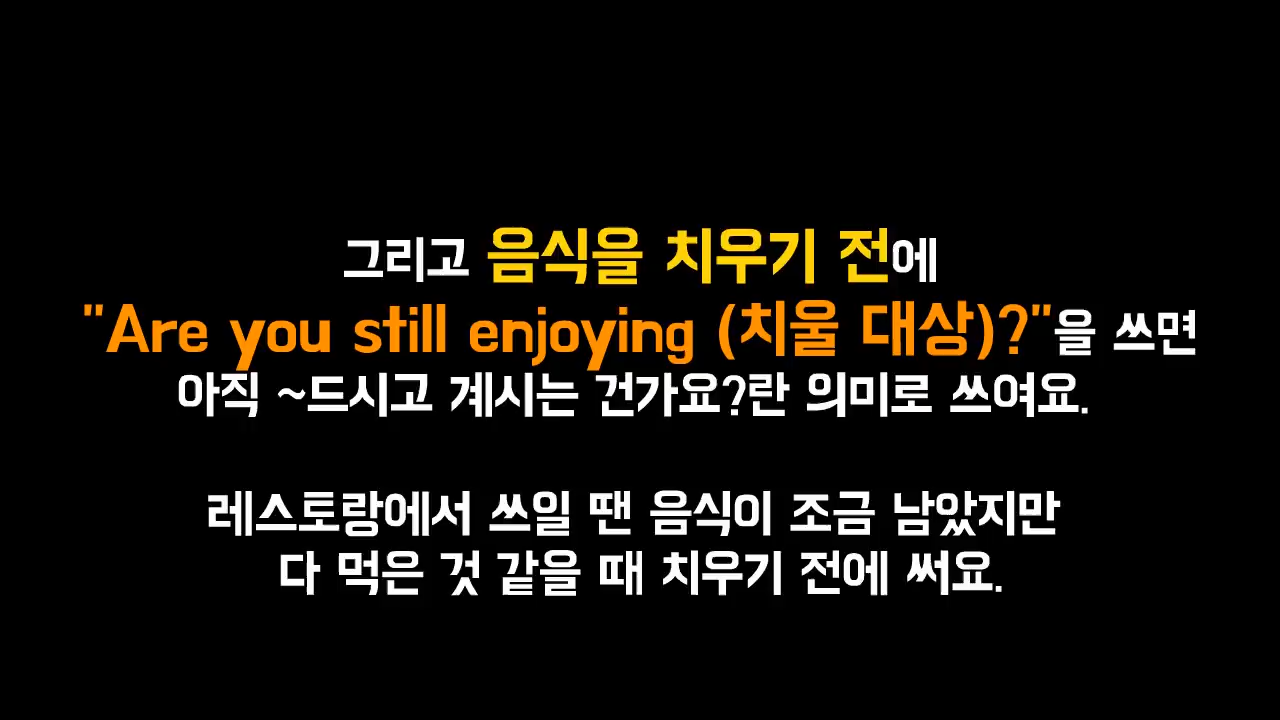 그리고 음식을 치우기 전에
"Are you still enjoying (치울 대상)?"을 쓰면
아직 ~드시고 계시는 건가요?란 의미로 쓰여요.
레스토랑에서 쓰일 땐 음식이 조금 남았지만
다 먹은 것 같을 때 치우기 전에 써요.